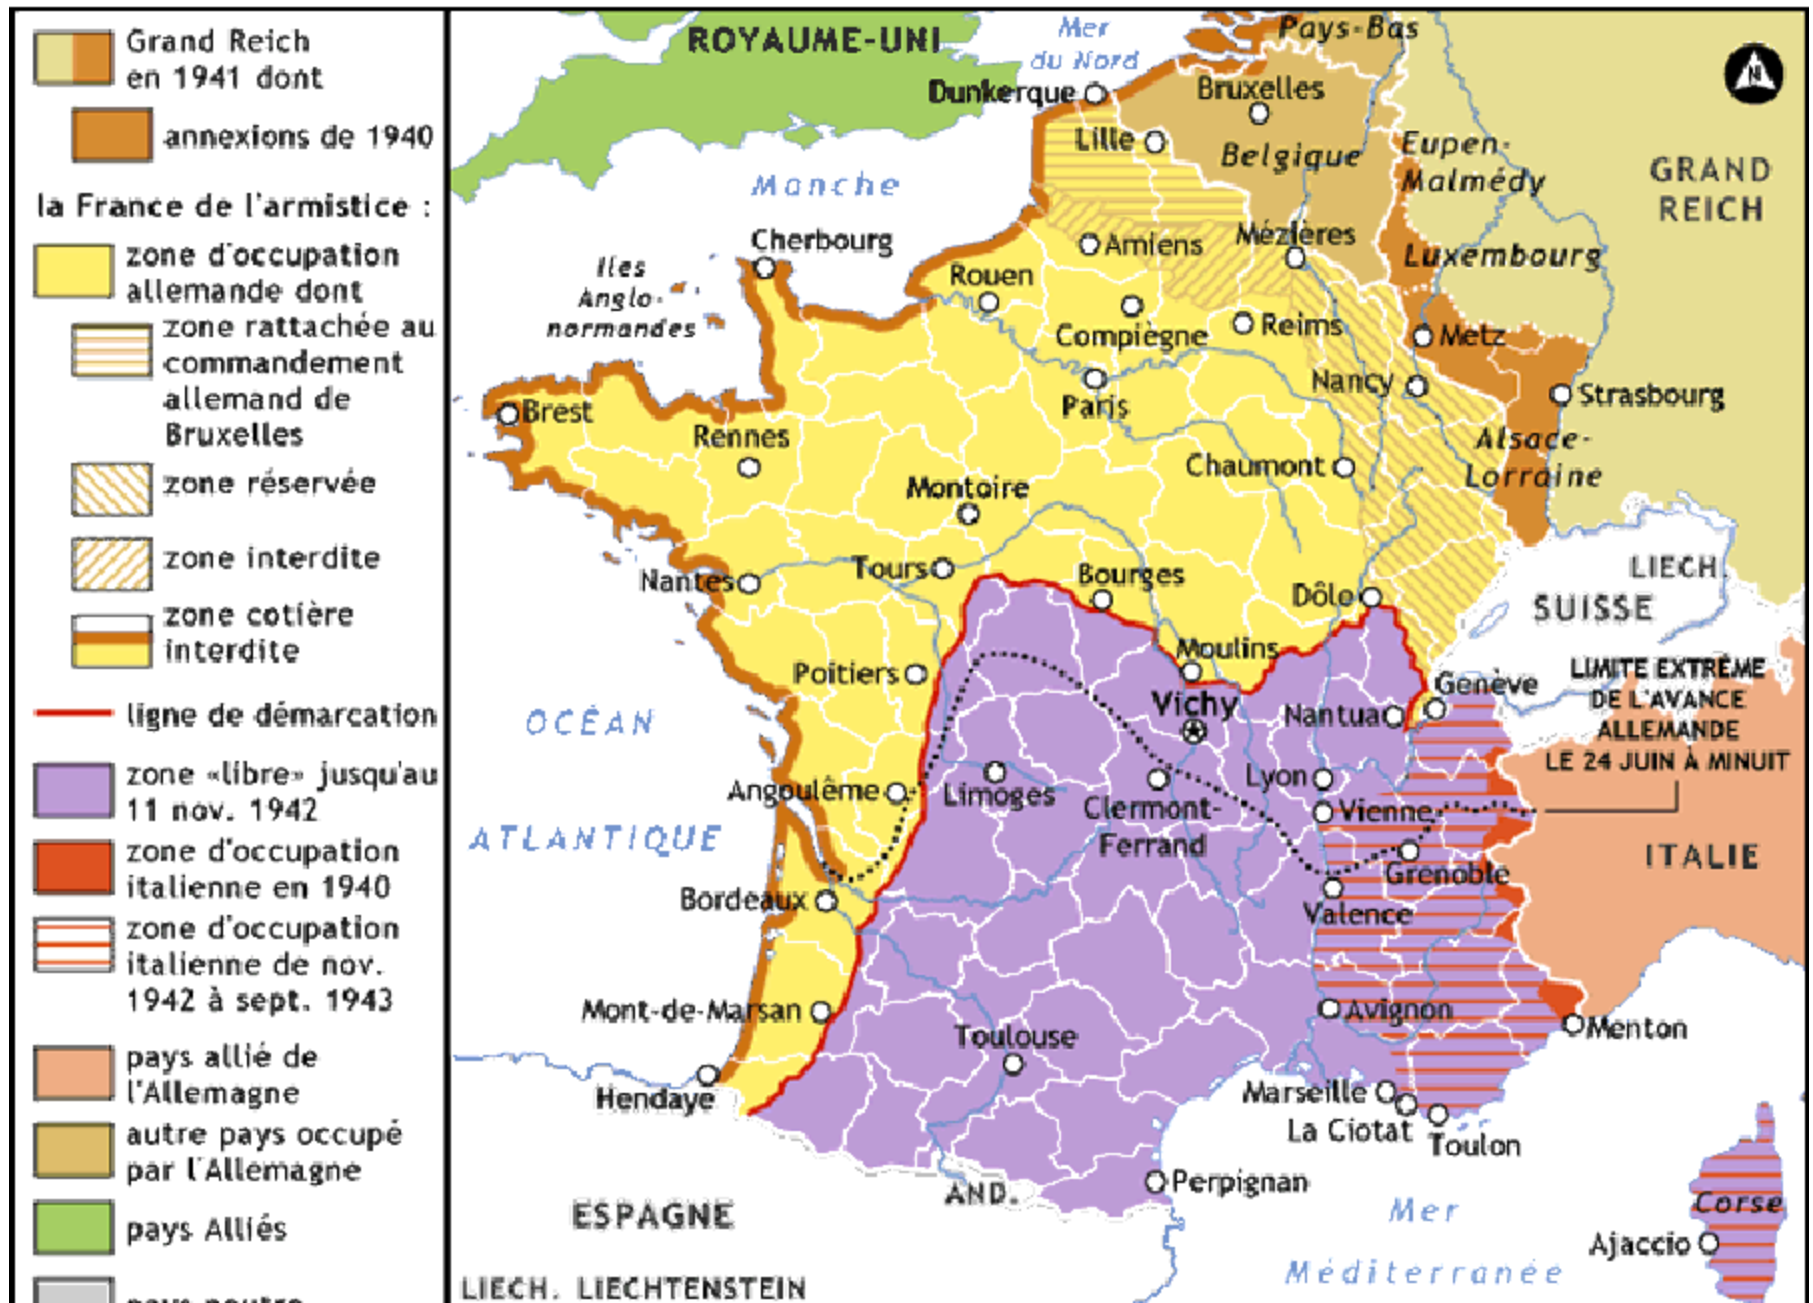 Grand Reich
en 1941 dont
annexions de 1940
la France de l'armistice :
zone d'occupation
allemande dont
zone rattachée au
commandement
allemand de
Bruxelles
zone réservée
zone interdite
zone cotière
interdite
ligne de démarcation
zone «libre» jusqu'au
11 nov. 1942
zone d'occupation
italienne en 1940
zone d'occupation
italienne de nov.
1942 à sept. 1943
pays allié de
l'Allemagne
autre pays occupé
par l'Allemagne
pays Alliés
ROYAUME-UNI
Mer
du Nord
Pays-Bas
N
Dunkerque
Bruxelles
Lille
Belgique
Eupen-
Malmédy
GRAND
REICH
Manche
Cherbourg
Amiens
Mézières
Luxembourg
Iles
Anglo-
normandes
Rouen
Compiègne
Reims
Metz
Nancy
Strasbourg
Brest
Paris
Rennes
Alsace-
Lorraine
Chaumont
Montoire
Nantes
Tours
Bourges
Dôle
LIECH.
SUISSE
Moulins
Poitiers
Genève
LIMITE EXTRÊME
DE L'AVANCE
ALLEMANDE
LE 24 JUIN À MINUIT
OCÉAN
ATLANTIQUE
Vichy
Nantua
Angoulême
Limoges
Clermont-
Ferrand
Lyon
Vienne
ITALIE
Grenoble
Bordeaux
Valence
Mont-de-Marsan
Toulouse
Avignon
Menton
Hendaye
Marseille
La Ciotat
Toulon
AND.
Perpignan
ESPAGNE
Mer
Méditerranée
Corse
Ajaccio
LIECH. LIECHTENSTEIN